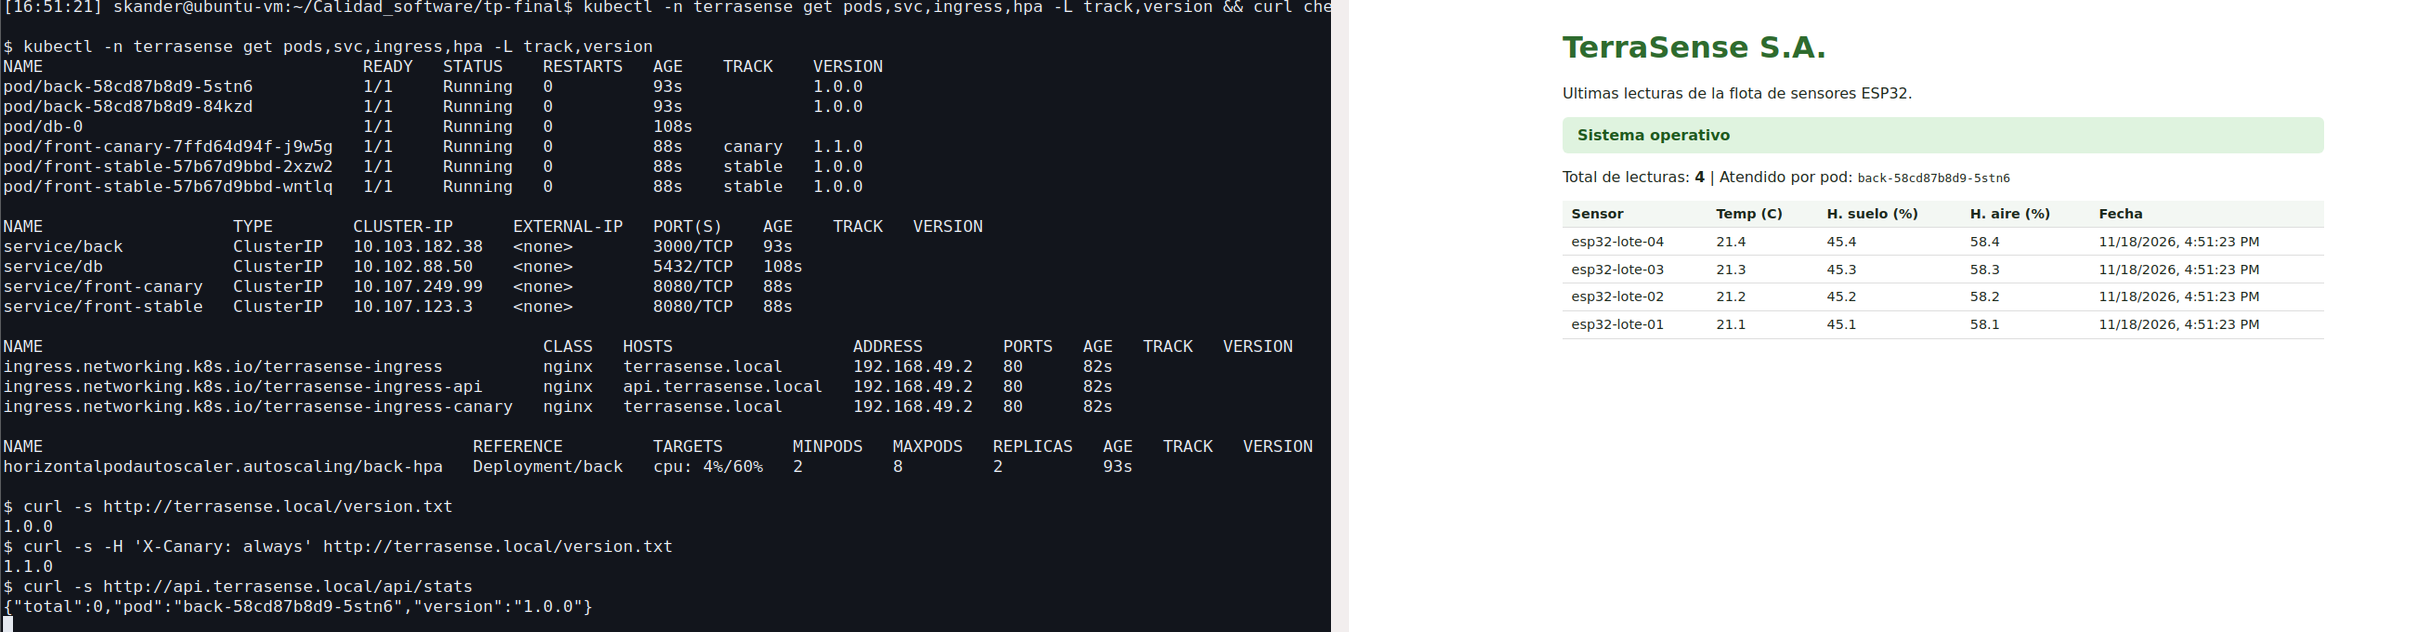 [16:51:21] skander@ubuntu-vm:~/Calidad_software/tp-final$ kubectl -n terrasense get pods,svc,ingress,hpa -L track,version && curl che
$ kubectl -n terrasense get pods,svc,ingress,hpa -L track,version
NAME READY STATUS RESTARTS AGE TRACK VERSION
pod/back-58cd87b8d9-5stn6 1/1 Running 0 93s 1.0.0
pod/back-58cd87b8d9-84kzd 1/1 Running 0 93s 1.0.0
pod/db-0 1/1 Running 0 108s
pod/front-canary-7ffd64d94f-j9w5g 1/1 Running 0 88s canary 1.1.0
pod/front-stable-57b67d9bbd-2xzw2 1/1 Running 0 88s stable 1.0.0
pod/front-stable-57b67d9bbd-wntlq 1/1 Running 0 88s stable 1.0.0
NAME TYPE CLUSTER-IP EXTERNAL-IP PORT(S) AGE TRACK VERSION
service/back ClusterIP 10.103.182.38 <none> 3000/TCP 93s
service/db ClusterIP 10.102.88.50 <none> 5432/TCP 108s
service/front-canary ClusterIP 10.107.249.99 <none> 8080/TCP 88s
service/front-stable ClusterIP 10.107.123.3 <none> 8080/TCP 88s
NAME CLASS HOSTS ADDRESS PORTS AGE TRACK VERSION
ingress.networking.k8s.io/terrasense-ingress nginx terrasense.local 192.168.49.2 80 82s
ingress.networking.k8s.io/terrasense-ingress-api nginx api.terrasense.local 192.168.49.2 80 82s
ingress.networking.k8s.io/terrasense-ingress-canary nginx terrasense.local 192.168.49.2 80 82s
NAME REFERENCE TARGETS MINPODS MAXPODS REPLICAS AGE TRACK VERSION
horizontalpodautoscaler.autoscaling/back-hpa Deployment/back cpu: 4%/60% 2 8 2 93s
$ curl -s http://terrasense.local/version.txt
1.0.0
$ curl -s -H 'X-Canary: always' http://terrasense.local/version.txt
1.1.0
$ curl -s http://api.terrasense.local/api/stats
{"total":0,"pod":"back-58cd87b8d9-5stn6","version":"1.0.0"}
TerraSense S.A.
Ultimas lecturas de la flota de sensores ESP32.
Sistema operativo
Total de lecturas: 4 | Atendido por pod: back-58cd87b8d9-5stn6
Sensor Temp (C) H. suelo (%) H. aire (%) Fecha
esp32-lote-04 21.4 45.4 58.4 11/18/2026, 4:51:23 PM
esp32-lote-03 21.3 45.3 58.3 11/18/2026, 4:51:23 PM
esp32-lote-02 21.2 45.2 58.2 11/18/2026, 4:51:23 PM
esp32-lote-01 21.1 45.1 58.1 11/18/2026, 4:51:23 PM